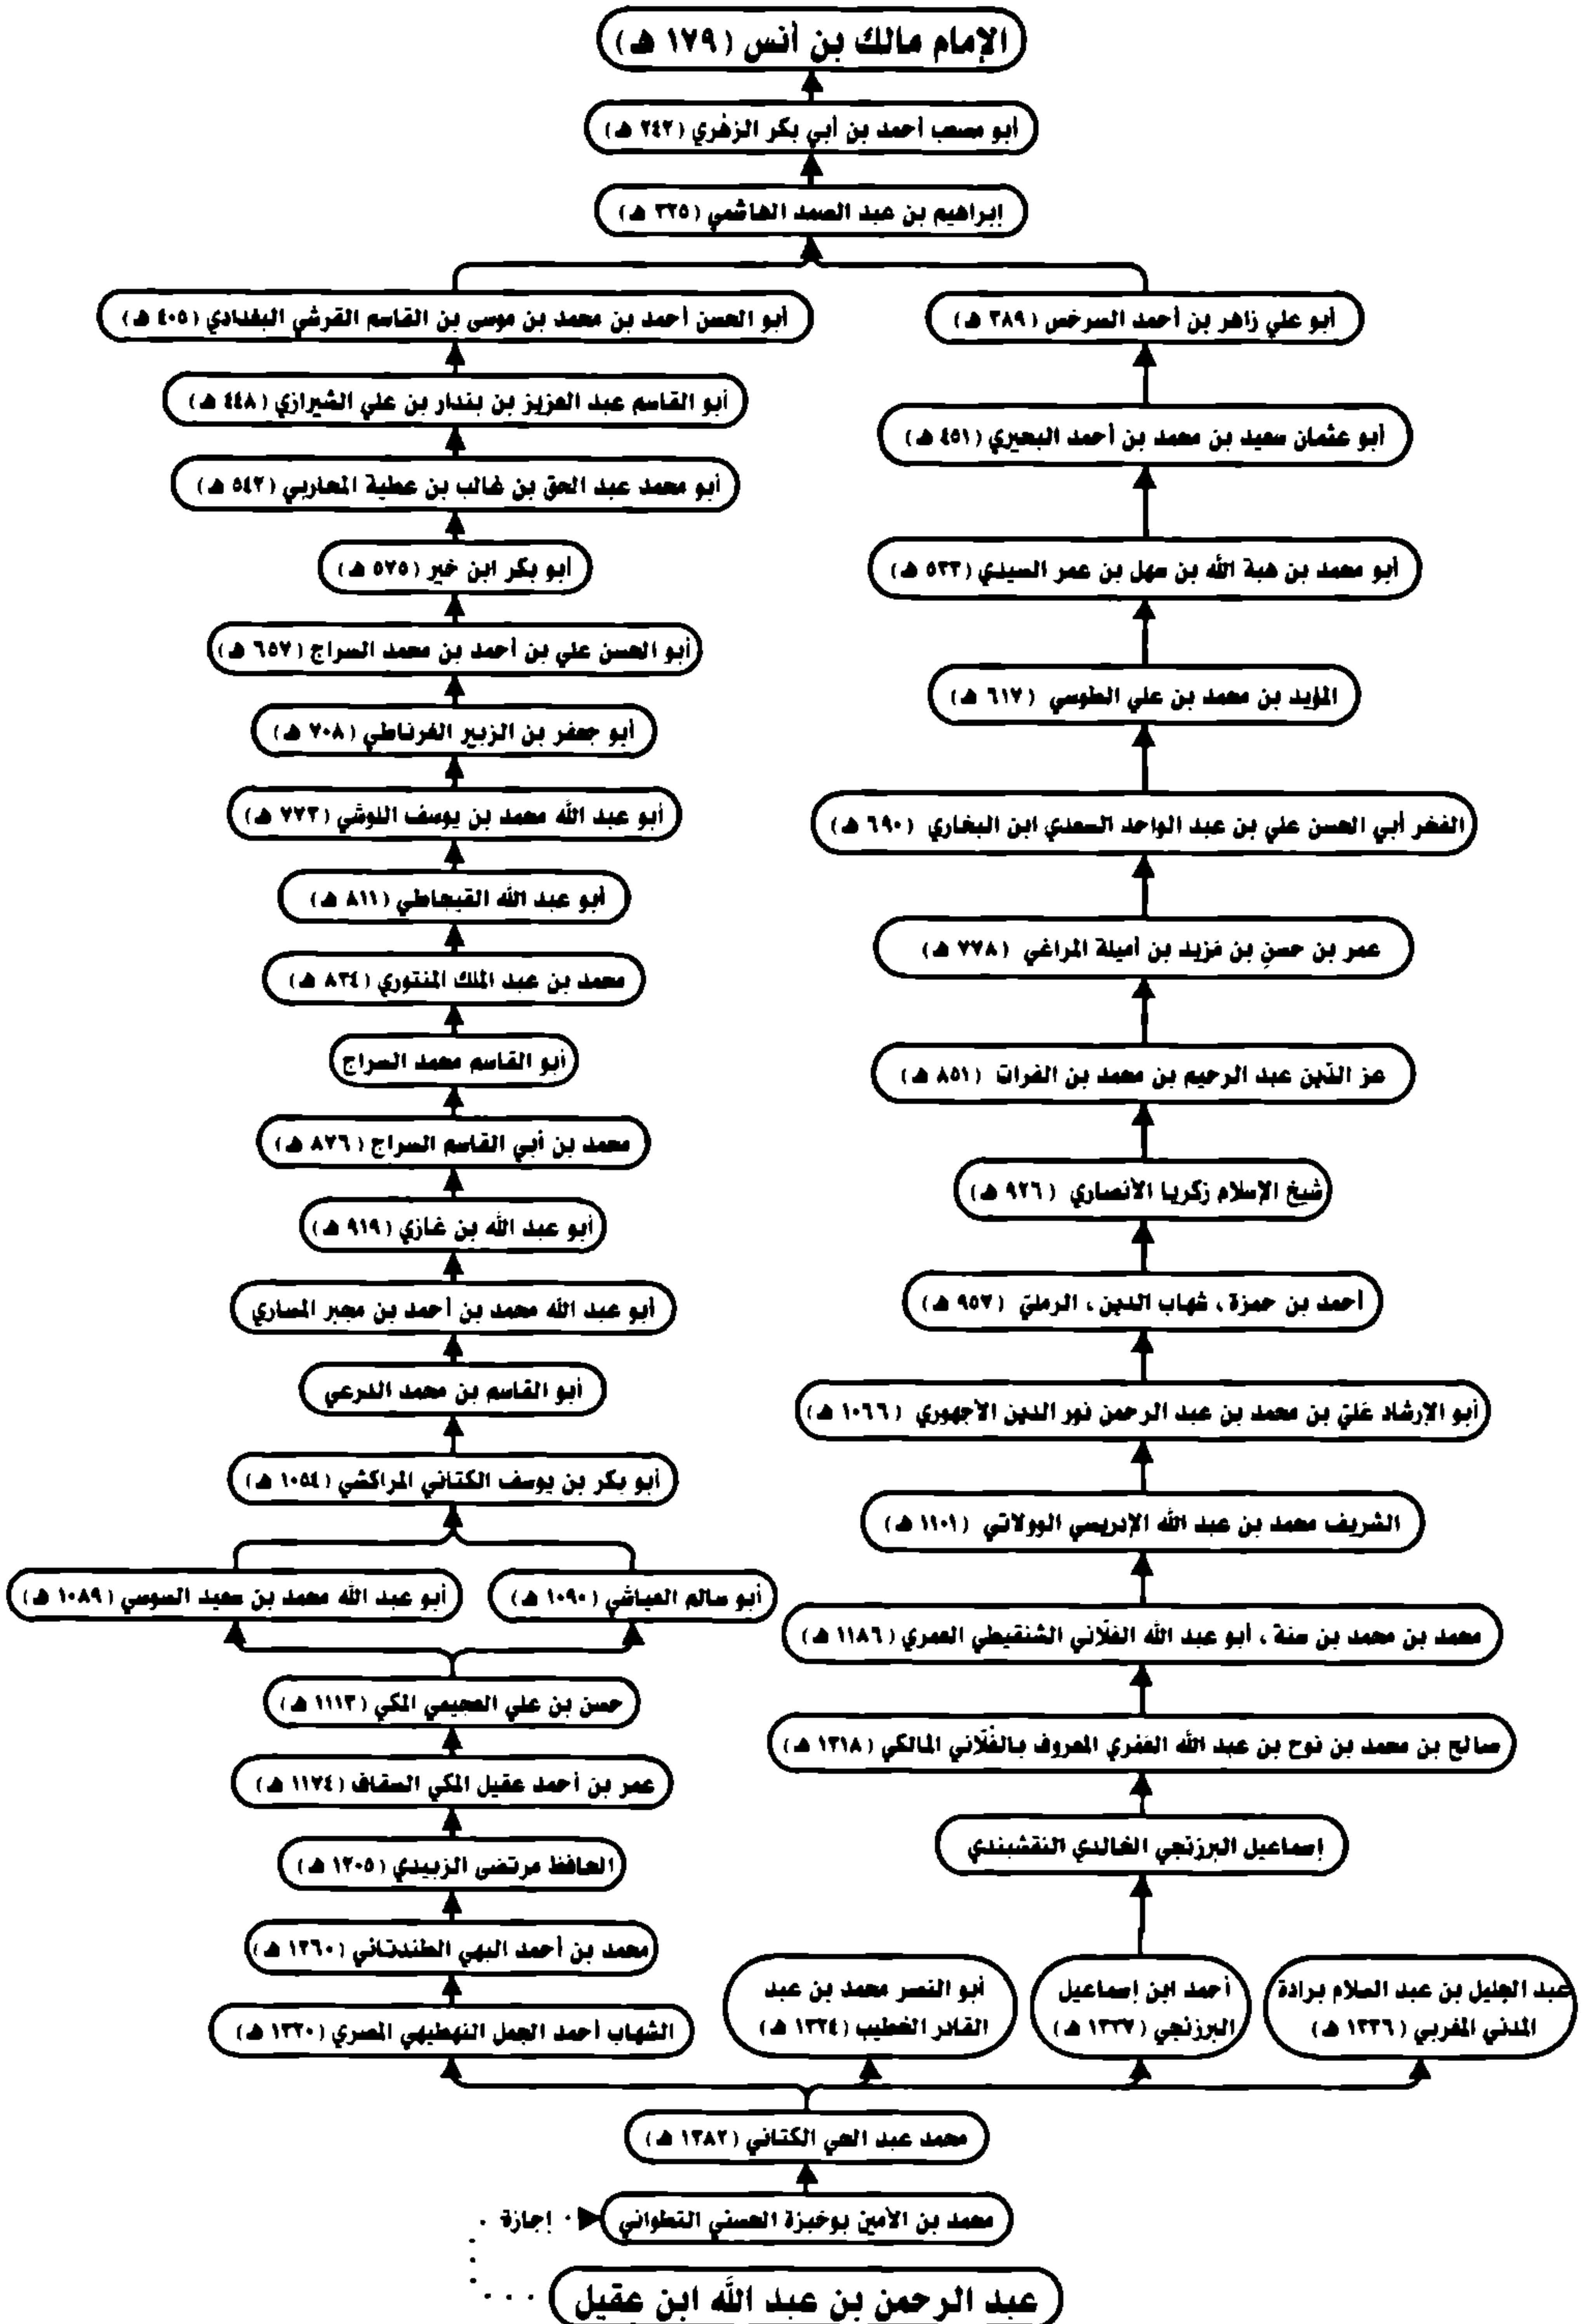 الإمام مالك بن أنس (١٧٩ هـ)
أبو مصعب أحمد بن أبي بكر الزهْري (٢٤٢ هـ)
إبراهيم بن عبد الصمد الهاشمي (٣٢٥ هـ)
أبو علي زاهر بن أحمد السرخس (٣٨٩ هـ)
أبو عثمان سعيد بن محمد بن أحمد البحيري (٤٥١ هـ)
أبو محمد بن هبة الله بن سهل بن عمر السيدي (٥٣٣ هـ)
المؤيد بن محمد بن علي الطوسي (٦١٧ هـ)
الفخر أبي الحسن علي بن عبد الواحد السعدي ابن البخاري (٦٩٠ هـ)
عمر بن حسنِ بن مَزيد بن أميلة المراغي (٧٧٨ هـ)
عز الدّين عبد الرحيم بن محمد بن الفرات (٨٥١ هـ)
شيخ الإسلام زكريا الأنصاري (٩٢٦ هـ)
أحمد بن حمزة ، شهاب الدين ، الرمليّ (٩٥٧ هـ)
أبو الإرشاد عَليّ بن محمد بن عبد الرحمن نور الدين الأجهوري (١٠٦٦ هـ)
الشريف محمد بن عبد الله الإدريسي الوولاتي (١١٠١ هـ)
محمد بن محمد بن سنة ، أبو عبد الله الفلّاني الشنقيطي العمري (١١٨٦ هـ)
صالح بن محمد بن نوح بن عبد الله العَمْري المعروف بالفُلّاني المالكي (١٢١٨ هـ)
إسماعيل البرزنجي الخالدي النقشبندي
عبد الجليل بن عبد السلام برادة
المدني المغربي (١٣٣٦ هـ)
أحمد ابن إسماعيل
البرزنجي (١٣٣٧ هـ)
أبو النصر محمد بن عبد
القادر الخطيب (١٣٢٤ هـ)
أبو الحسن أحمد بن محمد بن موسى بن القاسم القرشي البغدادي (٤٠٥ هـ)
أبو القاسم عبد العزيز بن بندار بن علي الشيرازي (٤٤٨ هـ)
أبو محمد عبد الحق بن غالب بن عطية المحاربي (٥٤٢ هـ)
أبو بكر ابن خير (٥٧٥ هـ)
أبو الحسن علي بن أحمد بن محمد السراج (٦٥٧ هـ)
أبو جعفر بن الزبير الغرناطي (٧٠٨ هـ)
أبو عبد الله محمد بن يوسف اللوشي (٧٧٣ هـ)
أبو عبد الله القيجاطي (٨١١ هـ)
محمد بن عبد الملك المنتوري (٨٣٤ هـ)
أبو القاسم محمد السراج
محمد بن أبي القاسم السراج (٨٧٦ هـ)
أبو عبد الله بن غازي (٩١٩ هـ)
أبو عبد الله محمد بن أحمد بن مجبر المساري
أبو القاسم بن محمد الدرعي
أبو بكر بن يوسف الكتاني المراكشي (١٠٥٤ هـ)
أبو سالم العياشي (١٠٩٠ هـ)
أبو عبد الله محمد بن سعيد السوسي (١٠٨٩ هـ)
حسن بن علي العجيمي المكي (١١١٣ هـ)
عمر بن أحمد عقيل المكي السقاف (١١٧٤ هـ)
الحافظ مرتضى الزبيدي (١٢٠٥ هـ)
محمد بن أحمد البهي الطندتاني (١٢٦٠ هـ)
الشهاب أحمد الجمل النهطيهي المصري (١٣٢٠ هـ)
محمد عبد الحي الكتاني (١٣٨٢ هـ)
محمد بن الأمين بوخبزة الحسني التطواني
إجازة
عبد الرحمن بن عبد الله ابن عقيل